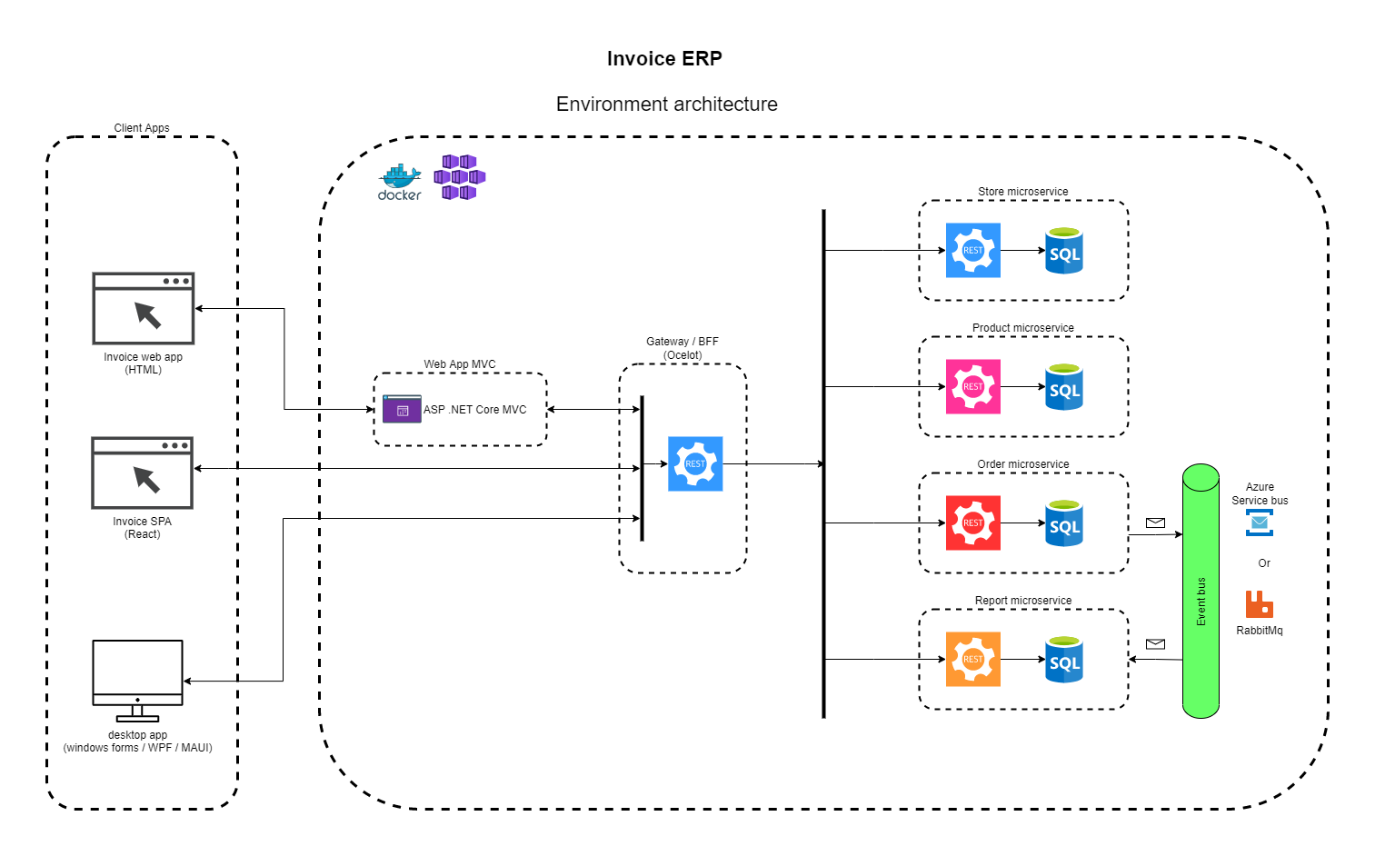 Invoice ERP
Environment architecture
Client Apps
docker
Invoice web app
(HTML)
Invoice SPA
(React)
desktop app
(windows forms / WPF / MAUI)
Web App MVC
ASP .NET Core MVC
Gateway / BFF
(Ocelot)
REST
Store microservice
REST
SQL
Product microservice
REST
SQL
Order microservice
REST
SQL
Report microservice
REST
SQL
Event bus
Azure
Service bus
Or
RabbitMq